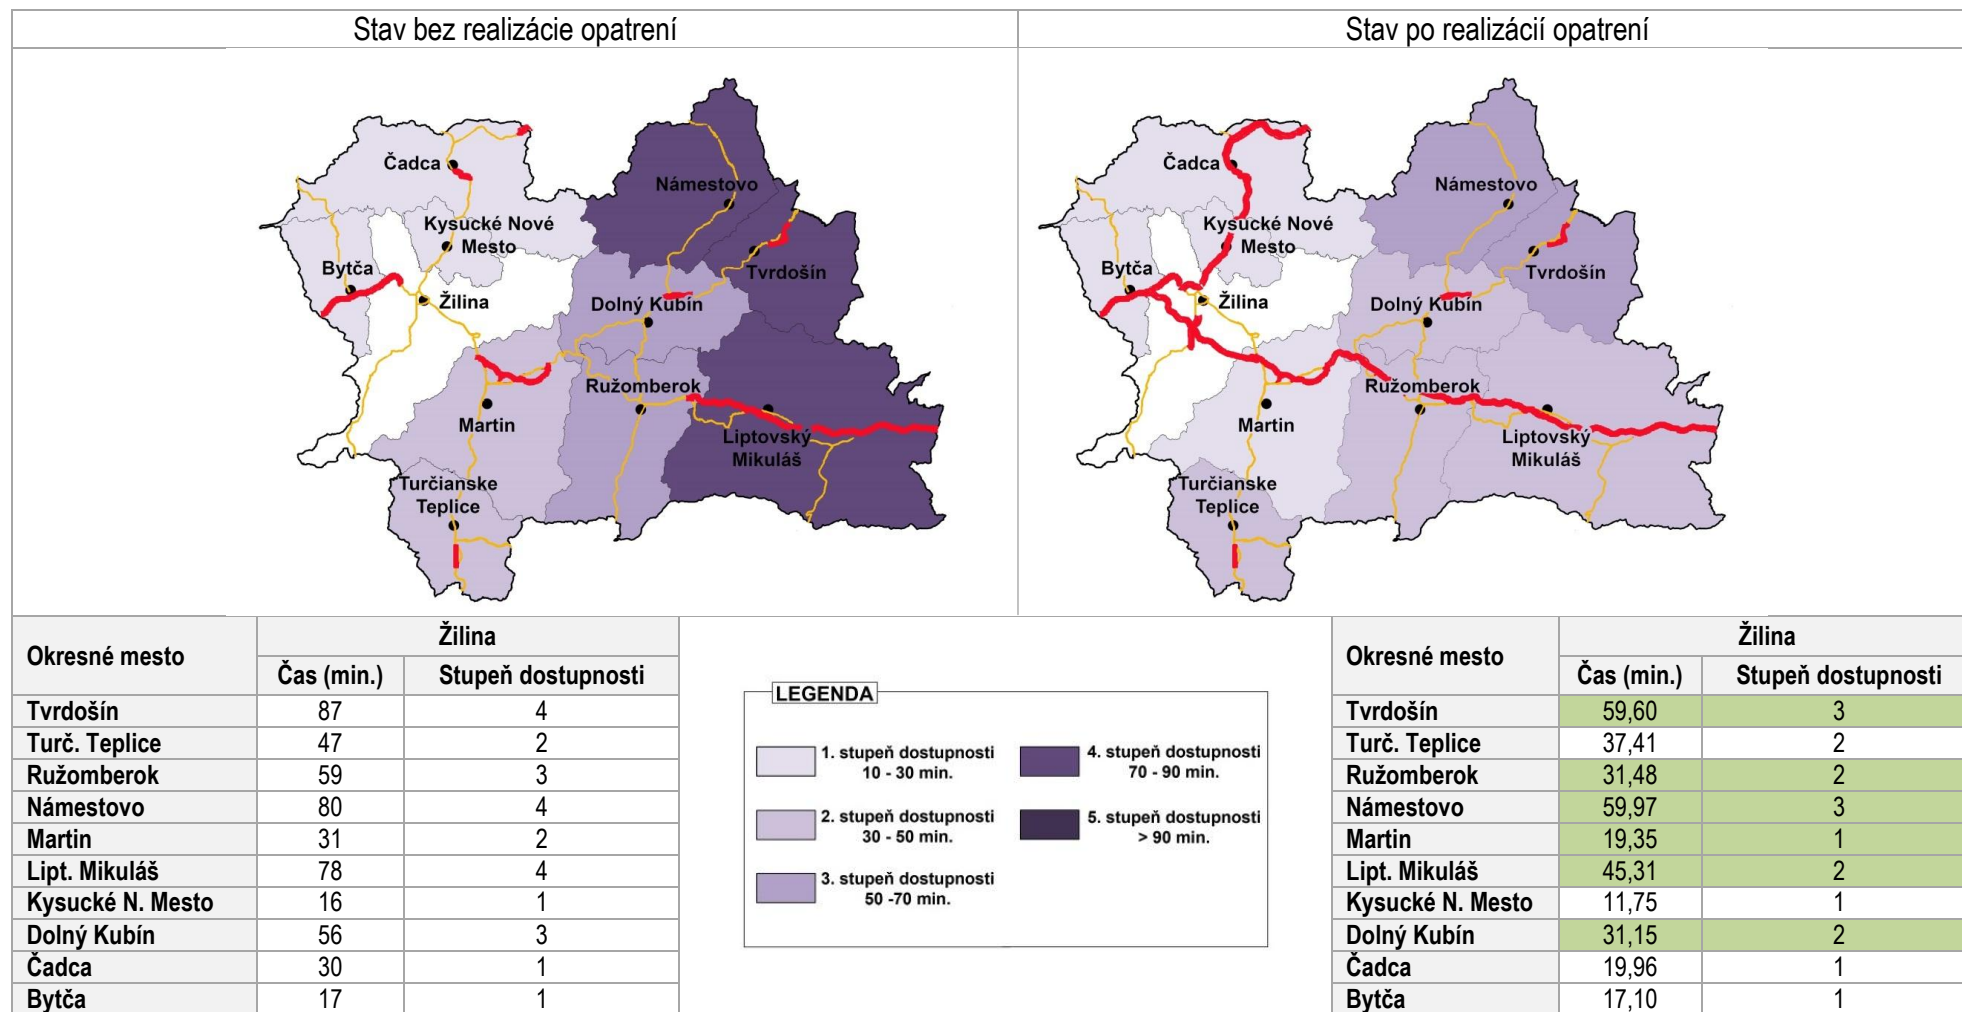 Stav bez realizácie opatrení
Stav po realizácií opatrení
Čadca
Námestovo
Kysucké Nové
Mesto
Bytča
Tvrdošín
Žilina
Dolný Kubín
Ružomberok
Martin
Liptovský
Mikuláš
Turčianske
Teplice
Čadca
Námestovo
Kysucké Nové
Mesto
Bytča
Tvrdošín
Žilina
Dolný Kubín
Ružomberok
Martin
Liptovský
Mikuláš
Turčianske
Teplice
Okresné mesto Žilina
Čas (min.) Stupeň dostupnosti
Tvrdošín 87 4
Turč. Teplice 47 2
Ružomberok 59 3
Námestovo 80 4
Martin 31 2
Lipt. Mikuláš 78 4
Kysucké N. Mesto 16 1
Dolný Kubín 56 3
Čadca 30 1
Bytča 17 1
LEGENDA
1. stupeň dostupnosti
10 - 30 min.
2. stupeň dostupnosti
30 - 50 min.
3. stupeň dostupnosti
50 -70 min.
4. stupeň dostupnosti
70 - 90 min.
5. stupeň dostupnosti
> 90 min.
Okresné mesto Žilina
Čas (min.) Stupeň dostupnosti
Tvrdošín 59,60 3
Turč. Teplice 37,41 2
Ružomberok 31,48 2
Námestovo 59,97 3
Martin 19,35 1
Lipt. Mikuláš 45,31 2
Kysucké N. Mesto 11,75 1
Dolný Kubín 31,15 2
Čadca 19,96 1
Bytča 17,10 1